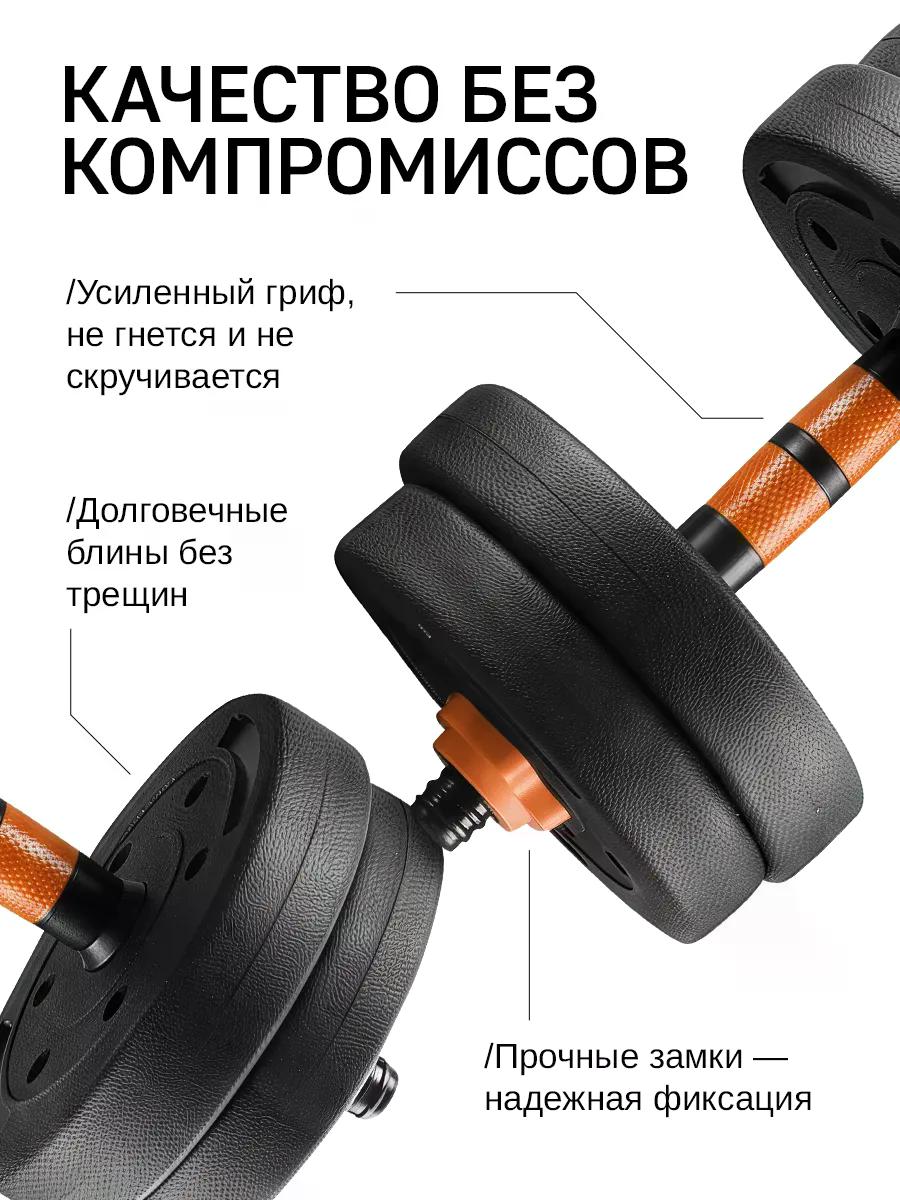 КАЧЕСТВО БЕЗ
КОМПРОМИССОВ
/Усиленный гриф,
не гнется и не
скручивается
/Долговечные
блины без
трещин
/Прочные замки —
надежная фиксация